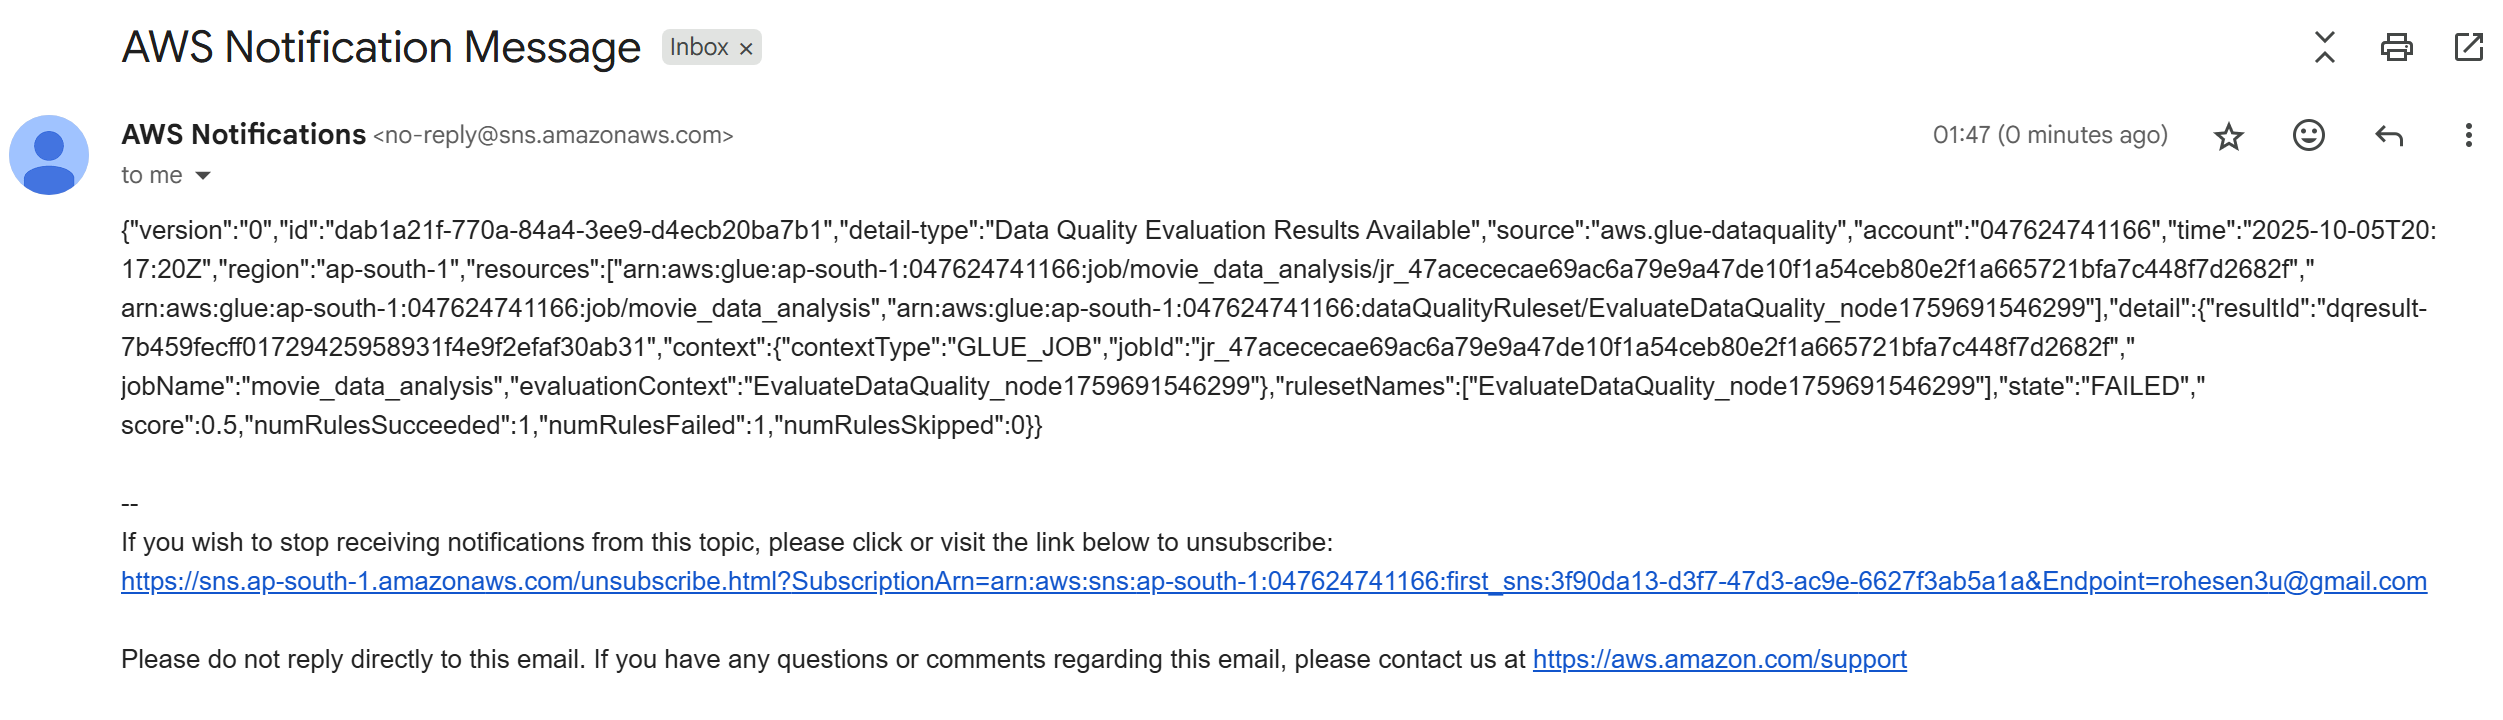 AWS Notification Message Inbox ×
AWS Notifications <no-reply@sns.amazonaws.com> 01:47 (0 minutes ago)
to me
{"version":"0","id":"dab1a21f-770a-84a4-3ee9-d4ecb20ba7b1","detail-type":"Data Quality Evaluation Results Available","source":"aws.glue-dataquality","account":"047624741166","time":"2025-10-05T20:
17:20Z","region":"ap-south-1","resources":["arn:aws:glue:ap-south-1:047624741166:job/movie_data_analysis/jr_47acececae69ac6a79e9a47de10f1a54ceb80e2f1a665721bfa7c448f7d2682f","
arn:aws:glue:ap-south-1:047624741166:job/movie_data_analysis","arn:aws:glue:ap-south-1:047624741166:dataQualityRuleset/EvaluateDataQuality_node1759691546299"],"detail":{"resultId":"dqresult-
7b459fecff01729425958931f4e9f2efaf30ab31","context":{"contextType":"GLUE_JOB","jobId":"jr_47acececae69ac6a79e9a47de10f1a54ceb80e2f1a665721bfa7c448f7d2682f","
jobName":"movie_data_analysis","evaluationContext":"EvaluateDataQuality_node1759691546299"},"rulesetNames":["EvaluateDataQuality_node1759691546299"],"state":"FAILED","
score":0.5,"numRulesSucceeded":1,"numRulesFailed":1,"numRulesSkipped":0}}
--
If you wish to stop receiving notifications from this topic, please click or visit the link below to unsubscribe:
https://sns.ap-south-1.amazonaws.com/unsubscribe.html?SubscriptionArn=arn:aws:sns:ap-south-1:047624741166:first_sns:3f90da13-d3f7-47d3-ac9e-6627f3ab5a1a&Endpoint=rohesen3u@gmail.com
Please do not reply directly to this email. If you have any questions or comments regarding this email, please contact us at https://aws.amazon.com/support